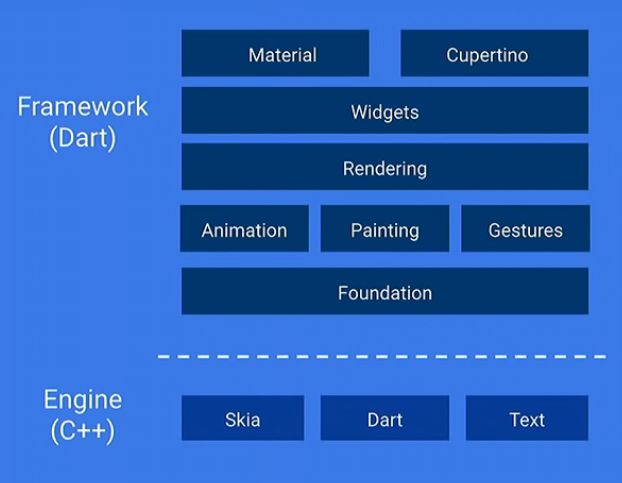 Material
Cupertino
Framework
(Dart)
Widgets
Rendering
Animation
Painting
Gestures
Foundation
Engine
(C++)
Skia
Dart
Text